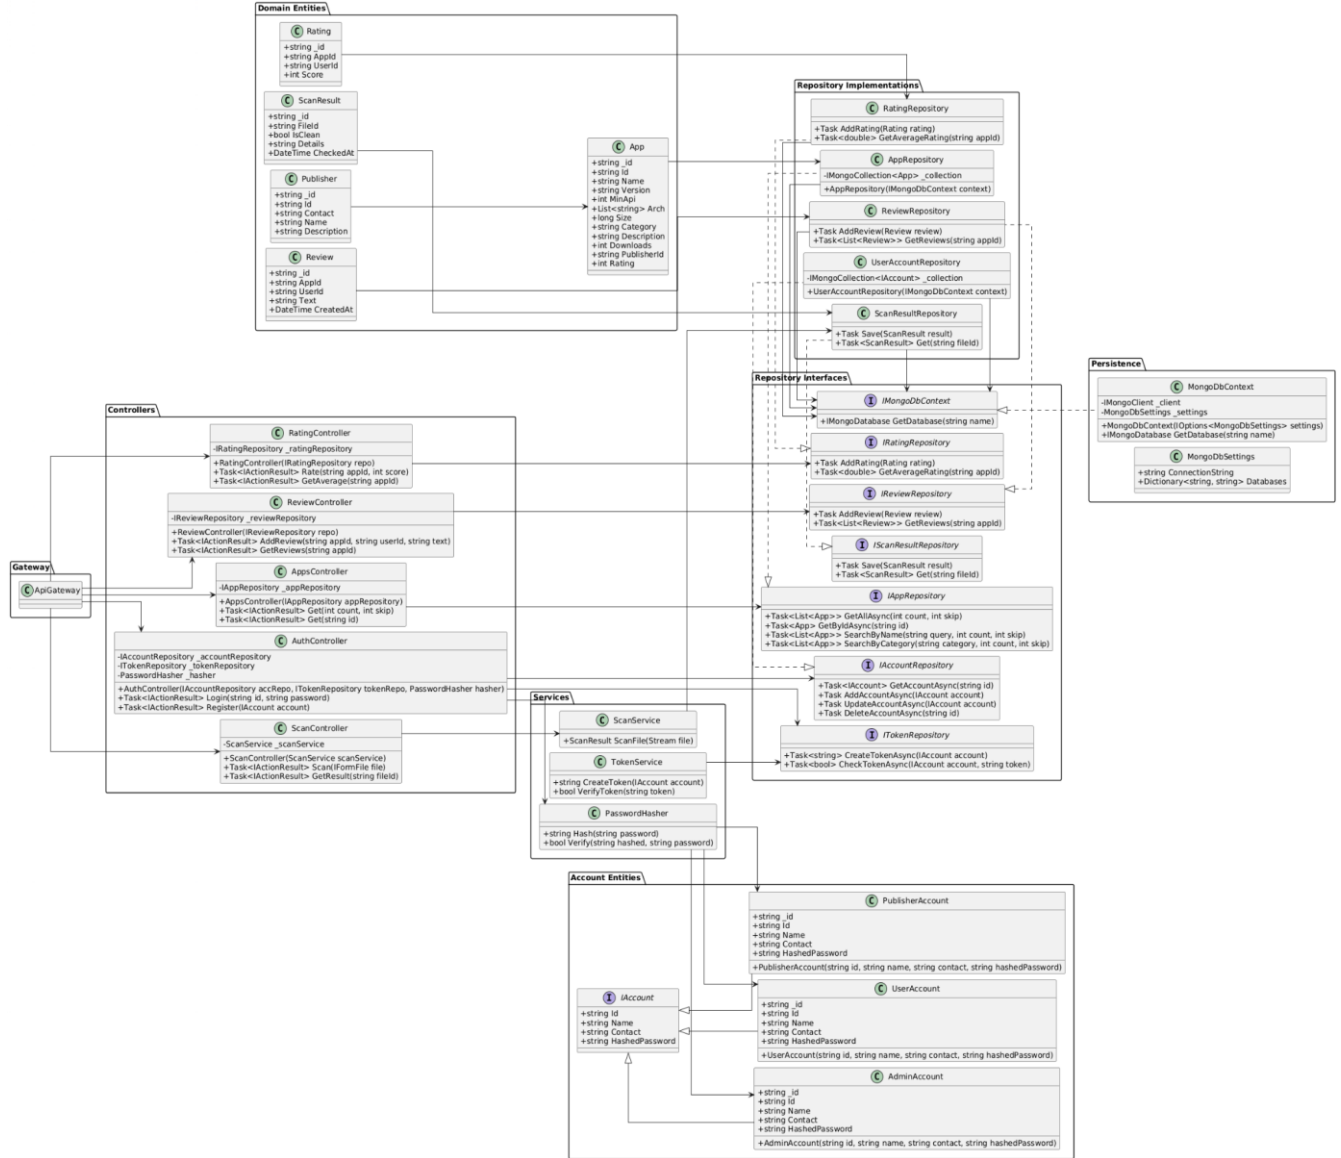 Domain Entities
Rating
+string _id
+string AppId
+string UserId
+int Score
ScanResult
+string _id
+string FileId
+bool IsClean
+string Details
+DateTime CheckedAt
Publisher
+string _id
+string Id
+string Contact
+string Name
+string Description
Review
+string _id
+string AppId
+string UserId
+string Text
+DateTime CreatedAt
App
+string _id
+string Id
+string Name
+string Version
+int MinApi
+List<string> Arch
+long Size
+string Category
+string Description
+int Downloads
+string PublisherId
+int Rating
Repository Implementations
RatingRepository
+Task AddRating(Rating rating)
+Task<double> GetAverageRating(string appId)
AppRepository
-IMongoCollection<App> _collection
+AppRepository(IMongoDbContext context)
ReviewRepository
+Task AddReview(Review review)
+Task<List<Review>> GetReviews(string appId)
UserAccountRepository
-IMongoCollection<IAccount> _collection
+UserAccountRepository(IMongoDbContext context)
ScanResultRepository
+Task Save(ScanResult result)
+Task<ScanResult> Get(string fileId)
Repository Interfaces
IMongoDbContext
+IMongoDatabase GetDatabase(string name)
IRatingRepository
+Task AddRating(Rating rating)
+Task<double> GetAverageRating(string appId)
IReviewRepository
+Task AddReview(Review review)
+Task<List<Review>> GetReviews(string appId)
IScanResultRepository
+Task Save(ScanResult result)
+Task<ScanResult> Get(string fileId)
IAppRepository
+Task<List<App>> GetAllAsync(int count, int skip)
+Task<App> GetByIdAsync(string id)
+Task<List<App>> SearchByName(string query, int count, int skip)
+Task<List<App>> SearchByCategory(string category, int count, int skip)
IAccountRepository
+Task<IAccount> GetAccountAsync(string id)
+Task AddAccountAsync(IAccount account)
+Task UpdateAccountAsync(IAccount account)
+Task DeleteAccountAsync(string id)
ITokenRepository
+Task<string> CreateTokenAsync(IAccount account)
+Task<bool> CheckTokenAsync(IAccount account, string token)
Persistence
MongoDbContext
-IMongoClient _client
-MongoDbSettings _settings
+MongoDbContext(IOptions<MongoDbSettings> settings)
+IMongoDatabase GetDatabase(string name)
MongoDbSettings
+string ConnectionString
+Dictionary<string, string> Databases
Controllers
RatingController
-IRatingRepository _ratingRepository
+RatingController(IRatingRepository repo)
+Task<IActionResult> Rate(string appId, int score)
+Task<IActionResult> GetAverage(string appId)
ReviewController
-IReviewRepository _reviewRepository
+ReviewController(IReviewRepository repo)
+Task<IActionResult> AddReview(string appId, string userId, string text)
+Task<IActionResult> GetReviews(string appId)
AppsController
-IAppRepository _appRepository
+AppsController(IAppRepository appRepository)
+Task<IActionResult> Get(int count, int skip)
+Task<IActionResult> Get(string id)
AuthController
-IAccountRepository _accountRepository
-ITokenRepository _tokenRepository
-PasswordHasher _hasher
+AuthController(IAccountRepository accRepo, ITokenRepository tokenRepo, PasswordHasher hasher)
+Task<IActionResult> Login(string id, string password)
+Task<IActionResult> Register(IAccount account)
ScanController
-ScanService _scanService
+ScanController(ScanService scanService)
+Task<IActionResult> Scan(IFormFile file)
+Task<IActionResult> GetResult(string fileId)
Gateway
ApiGateway
Services
ScanService
+ScanResult ScanFile(Stream file)
TokenService
+string CreateToken(IAccount account)
+bool VerifyToken(string token)
PasswordHasher
+string Hash(string password)
+bool Verify(string hashed, string password)
Account Entities
PublisherAccount
+string _id
+string Id
+string Name
+string Contact
+string HashedPassword
+PublisherAccount(string id, string name, string contact, string hashedPassword)
IAccount
+string Id
+string Name
+string Contact
+string HashedPassword
UserAccount
+string _id
+string Id
+string Name
+string Contact
+string HashedPassword
+UserAccount(string id, string name, string contact, string hashedPassword)
AdminAccount
+string _id
+string Id
+string Name
+string Contact
+string HashedPassword
+AdminAccount(string id, string name, string contact, string hashedPassword)